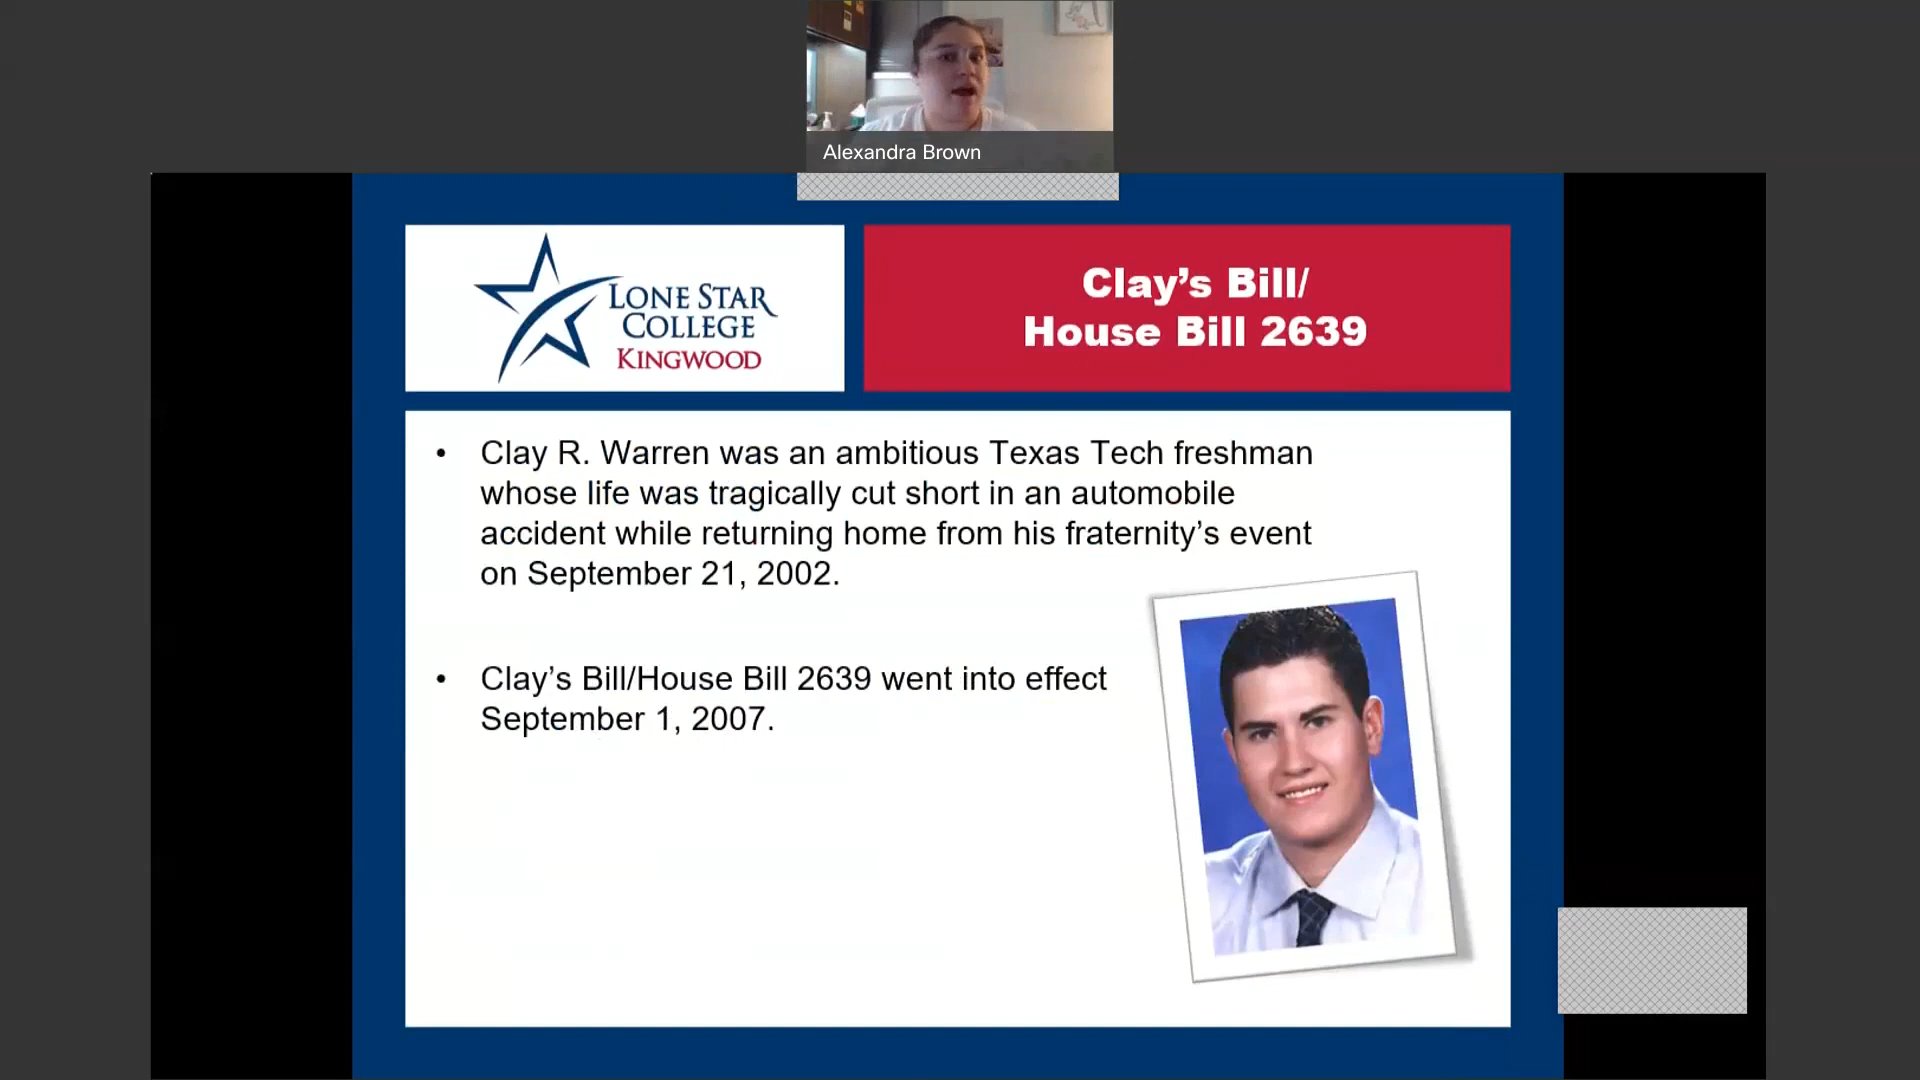 Alexandra Brown
LONE STAR
COLLEGE
KINGWOOD
Clay’s Bill/
House Bill 2639
• Clay R. Warren was an ambitious Texas Tech freshman
whose life was tragically cut short in an automobile
accident while returning home from his fraternity’s event
on September 21, 2002.
• Clay’s Bill/House Bill 2639 went into effect
September 1, 2007.